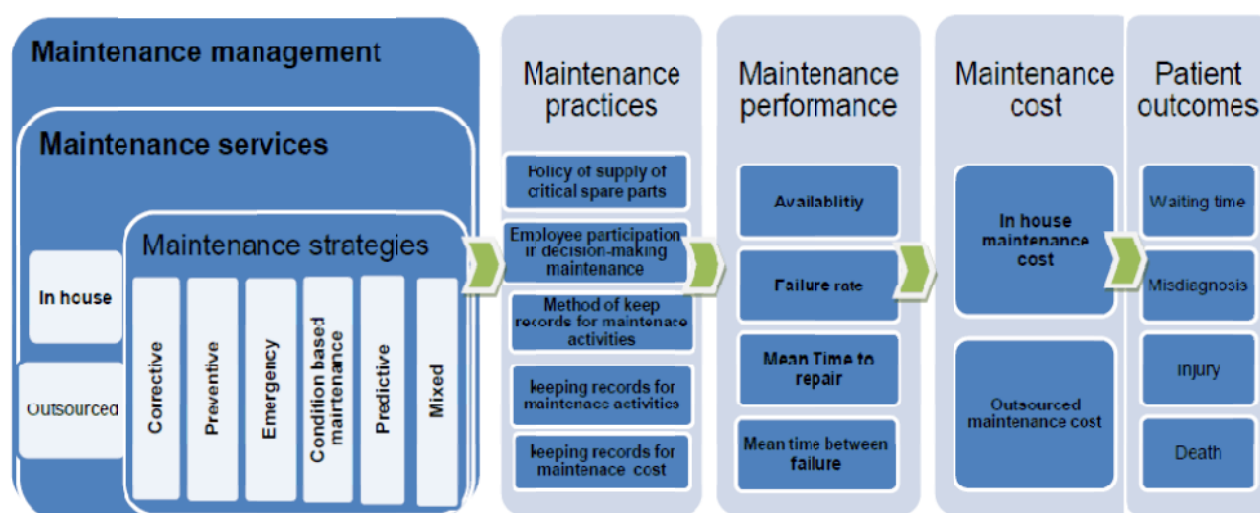 Maintenance management
Maintenance services
In house
Outsourced
Maintenance strategies
Corrective
Preventive
Emergency
Condition based
mairtenance
Predictive
Mixed
Maintenance
practices
Policy of supply of
critical spare parts
Employee participation
ir decision-making
maintenance
Method of keep
records for maintenace
activities
keeping records for
maintenace activities
keeping records for
maintenace cost
Maintenance
performance
Availablitiy
Failure rate
Mean Time to
repair
Mean time between
failure
Maintenance
cost
In house
maintenance
cost
Outsourced
maintenance cost
Patient
outcomes
Waiting time
Misdiagnosis
Injury
Death